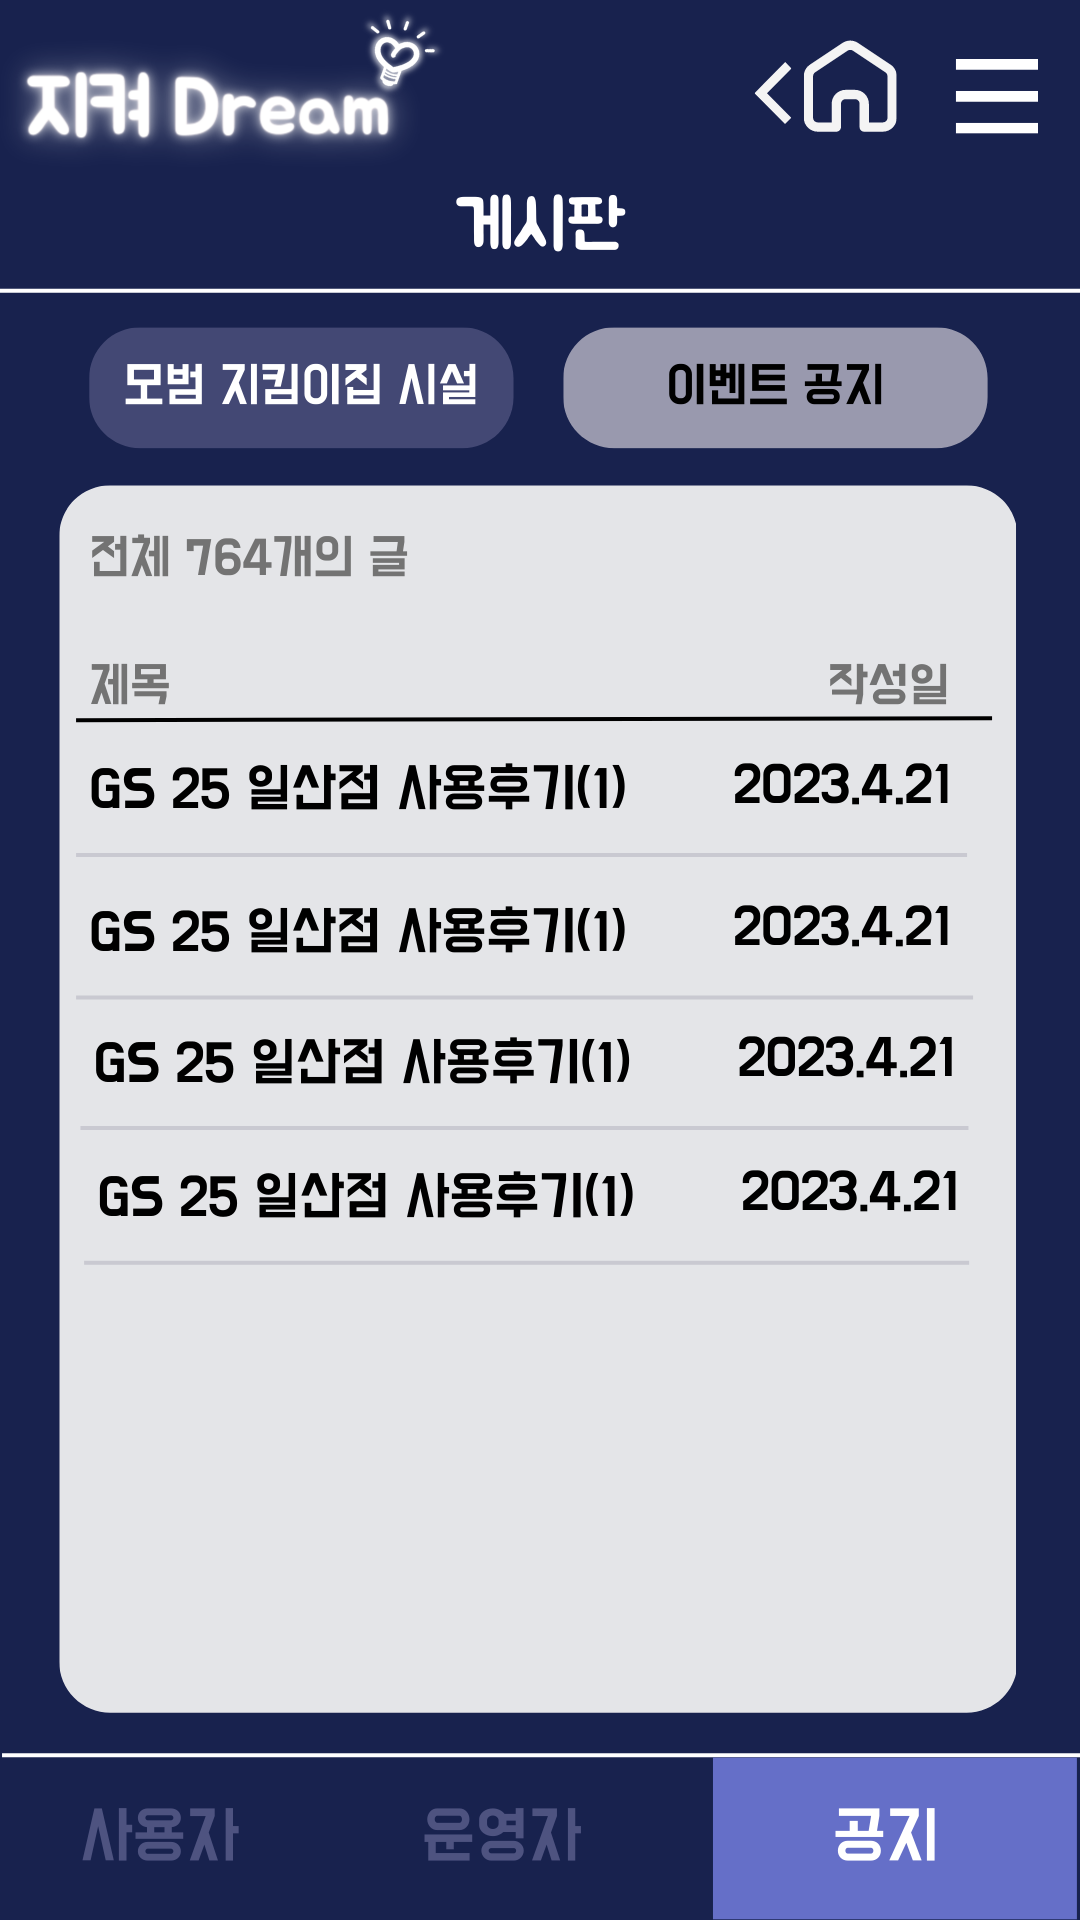 지켜 Dream
게시판
모범 지킴이집 시설
이벤트 공지
전체 764개의 글
제목 작성일
GS 25 일산점 사용후기(1) 2023.4.21
GS 25 일산점 사용후기(1) 2023.4.21
GS 25 일산점 사용후기(1) 2023.4.21
GS 25 일산점 사용후기(1) 2023.4.21
사용자 운영자 공지